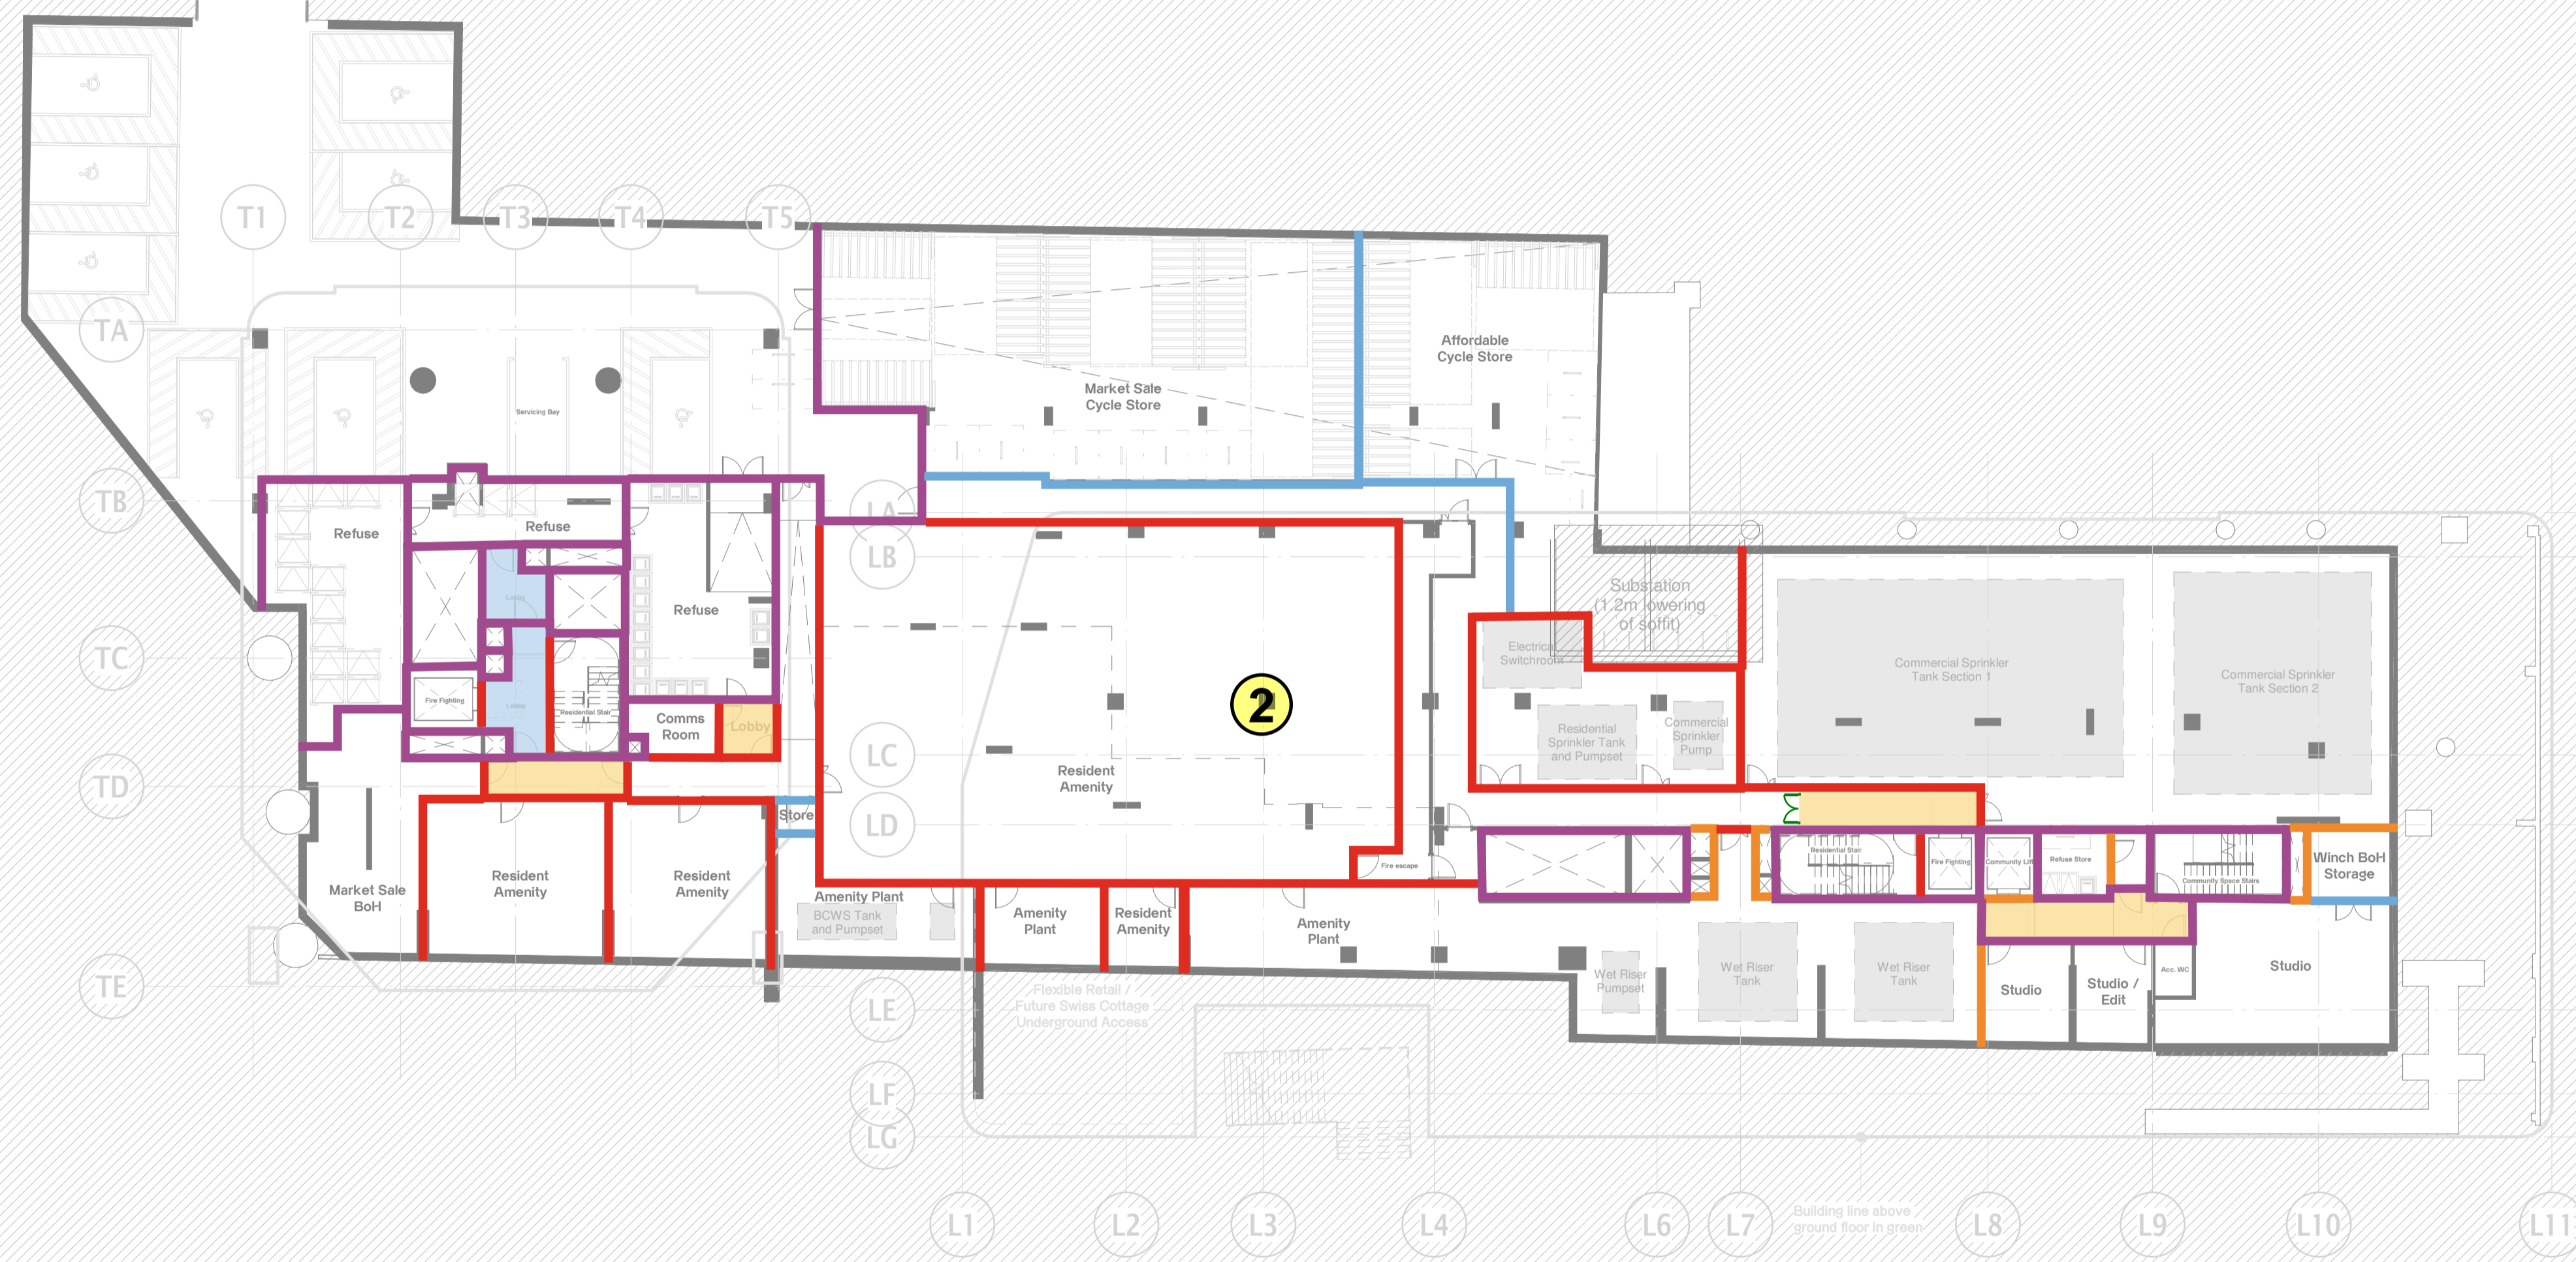 T1
T2
T3
T4
T5
TA
TB
TC
TD
TE
LA
LB
LC
LD
LE
LF
LG
L1
L2
L3
L4
L6
L7
L8
L9
L10
L11
Servicing Bay
Market Sale
Cycle Store
Affordable
Cycle Store
Refuse
Refuse
Refuse
Lobby
Lobby
Fire Fighting
Residential Stair
Comms
Room
Lobby
Store
Market Sale
BoH
Resident
Amenity
Resident
Amenity
2
Resident
Amenity
Fire escape
Amenity Plant
BCWS Tank
and Pumpset
Amenity
Plant
Resident
Amenity
Amenity
Plant
Flexible Retail /
Future Swiss Cottage
Underground Access
Substation
(1.2m lowering
of soffit)
Electrical
Switchroom
Residential
Sprinkler Tank
and Pumpset
Commercial
Sprinkler
Pump
Commercial Sprinkler
Tank Section 1
Commercial Sprinkler
Tank Section 2
Residential Stair
Fire Fighting
Community Lift
Refuse Store
Community Space Stairs
Winch BoH
Storage
Wet Riser
Pumpset
Wet Riser
Tank
Wet Riser
Tank
Studio
Studio /
Edit
Acc. WC
Studio
Building line above
ground floor in green